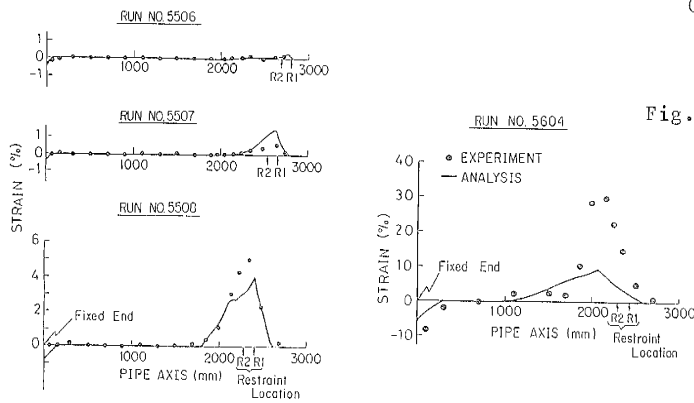 (
RUN NO. 5506
1
0
-1
1000
2000
3000
R2 R1
RUN NO. 5507
1
0
-1
1000
2000
3000
R2 R1
STRAIN (%)
RUN NO. 5500
6
4
2
0
Fixed End
1000
2000
3000
R2 R1
PIPE AXIS (mm)
Restraint
Location
Fig.
RUN NO. 5604
40
30
20
10
0
-10
EXPERIMENT
ANALYSIS
STRAIN (%)
Fixed End
1000
2000
3000
R2 R1
PIPE AXIS (mm)
Restraint
Location